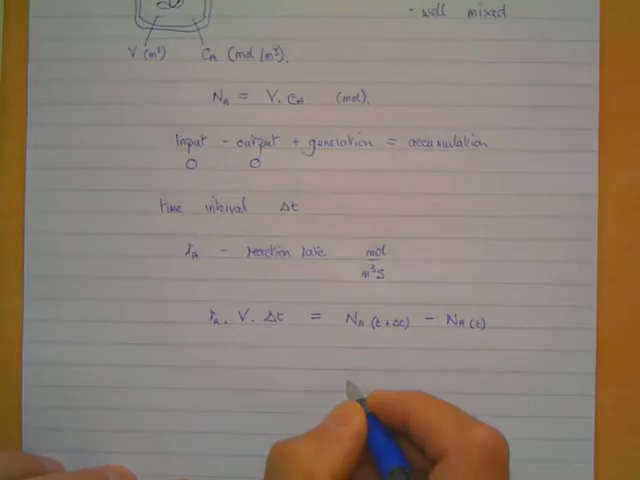 - well mixed
V (m³) CA (mol/m³).
NA = V. CA (mol).
Input - output + generation = accumulation
0 0
time interval Δt
rA - reaction rate mol/m³s
rA. V. Δt = NA (t+Δt) - NA (t)